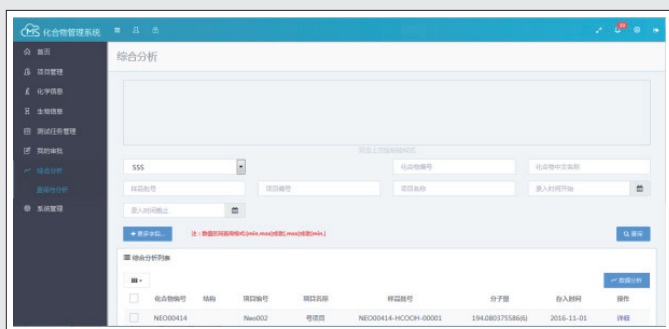 CMS 化合物管理系统
首页
项目管理
化学信息
生物信息
测试任务管理
我的审批
综合分析
系统管理
综合分析
SSS
化合物编号
化合物中文名称
样品批号
项目编号
项目名称
录入时间开始
录入时间截止
+ 更多字段...
注：数值区间查询格式:[min,max]或[,max]或[min,]
查询
综合分析列表
数据分析
化合物编号 结构 项目编号 项目名称 样品批号 分子量 存入时间 操作
NEO00414 Neo002 号项目 NEO00414-HCOOH-00001 194.080375586(6) 2016-11-01 详细